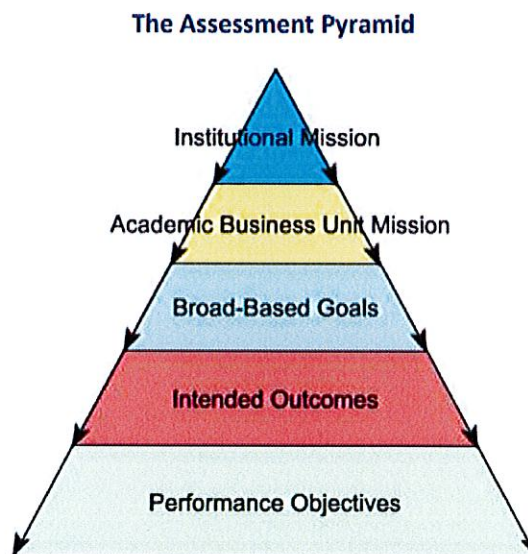 The Assessment Pyramid
Institutional Mission
Academic Business Unit Mission
Broad-Based Goals
Intended Outcomes
Performance Objectives